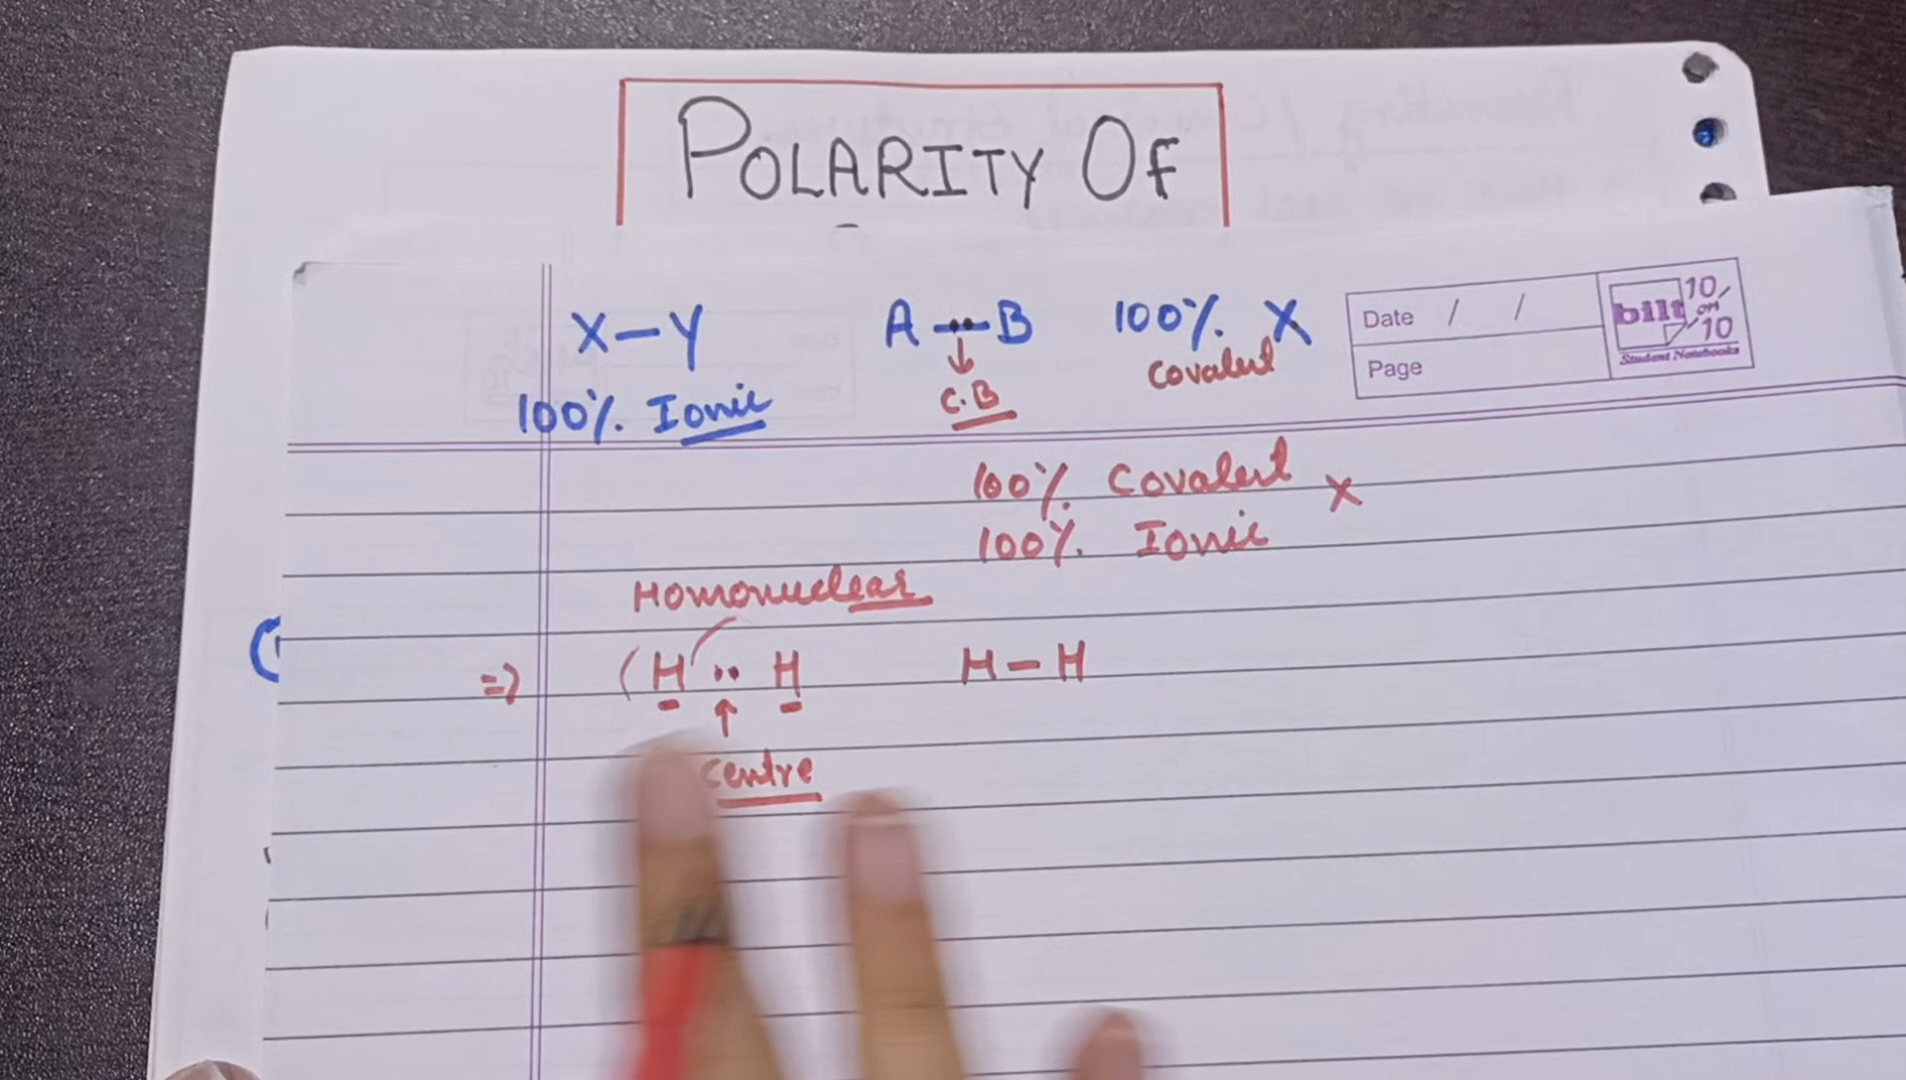 POLARITY OF
X-Y A-••-B 100% X
↓
C.B
Covalent
100% Ionic
Date / /
Page
bilt 10 on 10
Student Notebooks
100% Covalent X
100% Ionic
Homonuclear
=> (H •• H H-H
↑
centre